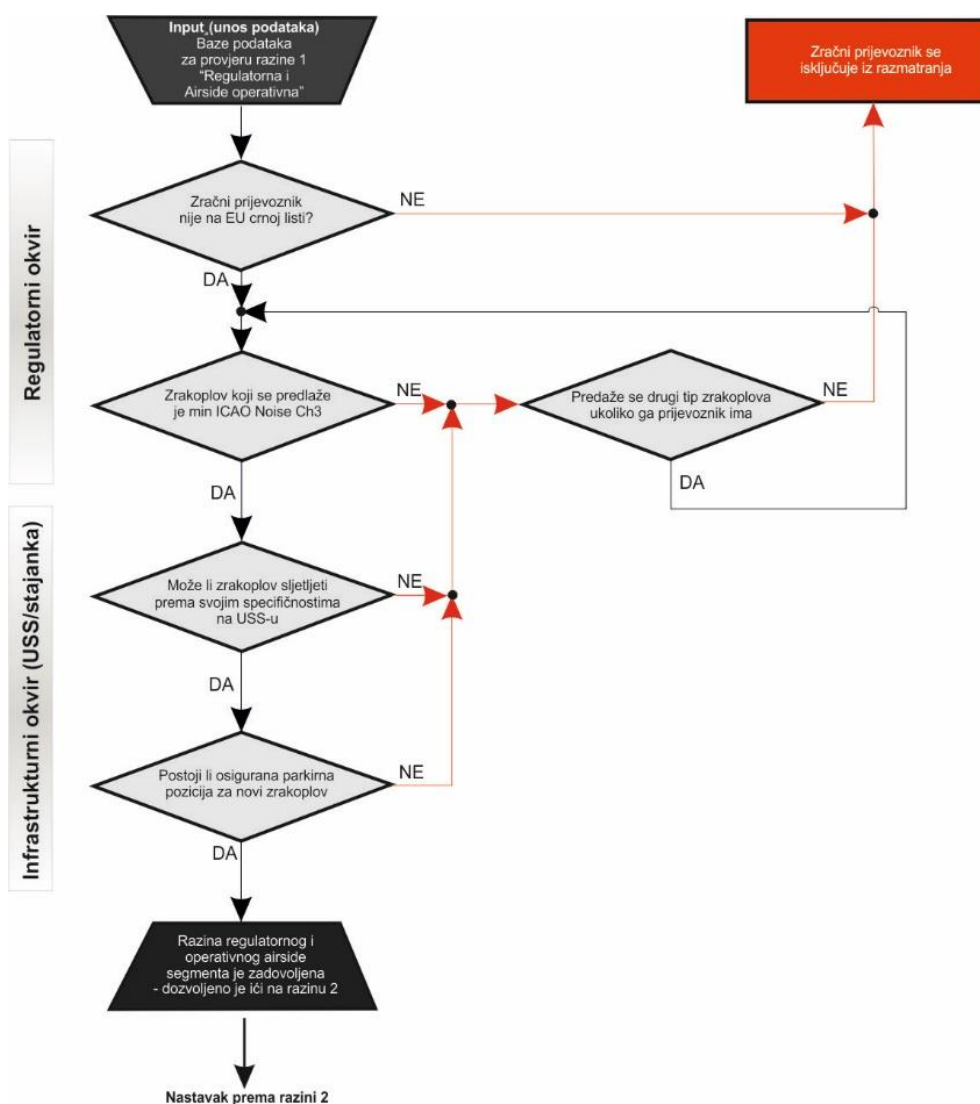 Input (unos podataka)
Baze podataka
za provjeru razine 1
“Regulatorna i
Airside operativna”
Zračni prijevoznik se
isključuje iz razmatranja
Regulatorni okvir
Zračni prijevoznik
nije na EU crnoj listi?
NE
DA
Zrakoplov koji se predlaže
je min ICAO Noise Ch3
NE
DA
Predaže se drugi tip zrakoplova
ukoliko ga prijevoznik ima
NE
DA
Infrastrukturni okvir (USS/stajanka)
Može li zrakoplov sljetljeti
prema svojim specifičnostima
na USS-u
NE
DA
Postoji li osigurana parkirna
pozicija za novi zrakoplov
NE
DA
Razina regulatornog i
operativnog airside
segmenta je zadovoljena
- dozvoljeno je ići na razinu 2
Nastavak prema razini 2